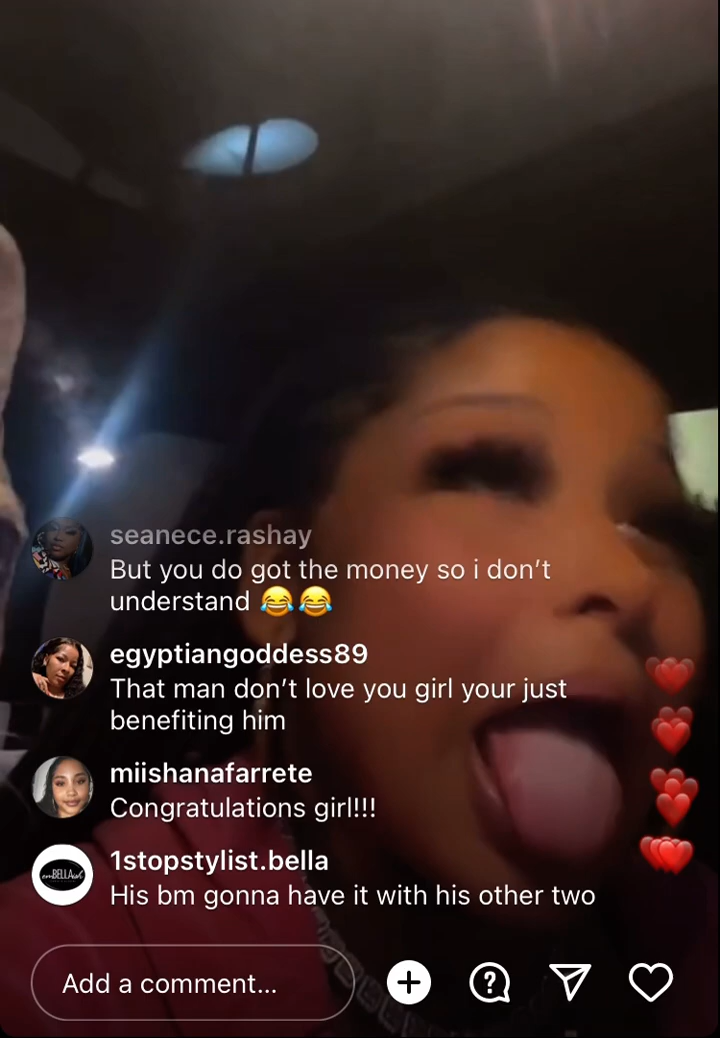 seanece.rashay
But you do got the money so i don't
understand 😂😂
egyptiangoddess89
That man don't love you girl your just
benefiting him
miishanafarrete
Congratulations girl!!!
emBELLAish
1stopstylist.bella
His bm gonna have it with his other two
Add a comment...